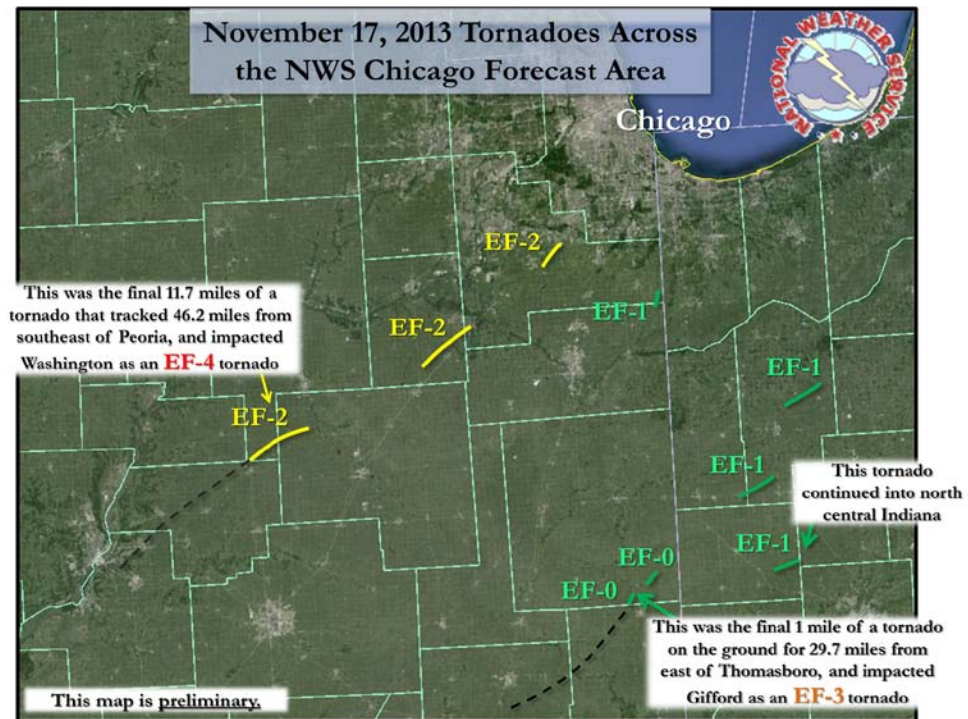 November 17, 2013 Tornadoes Across
the NWS Chicago Forecast Area
NATIONAL WEATHER SERVICE
Chicago
EF-2
EF-1
EF-2
This was the final 11.7 miles of a
tornado that tracked 46.2 miles from
southeast of Peoria, and impacted
Washington as an EF-4 tornado
EF-2
EF-1
EF-1
This tornado
continued into north
central Indiana
EF-1
EF-0
EF-0
This was the final 1 mile of a tornado
on the ground for 29.7 miles from
east of Thomasboro, and impacted
Gifford as an EF-3 tornado
This map is preliminary.